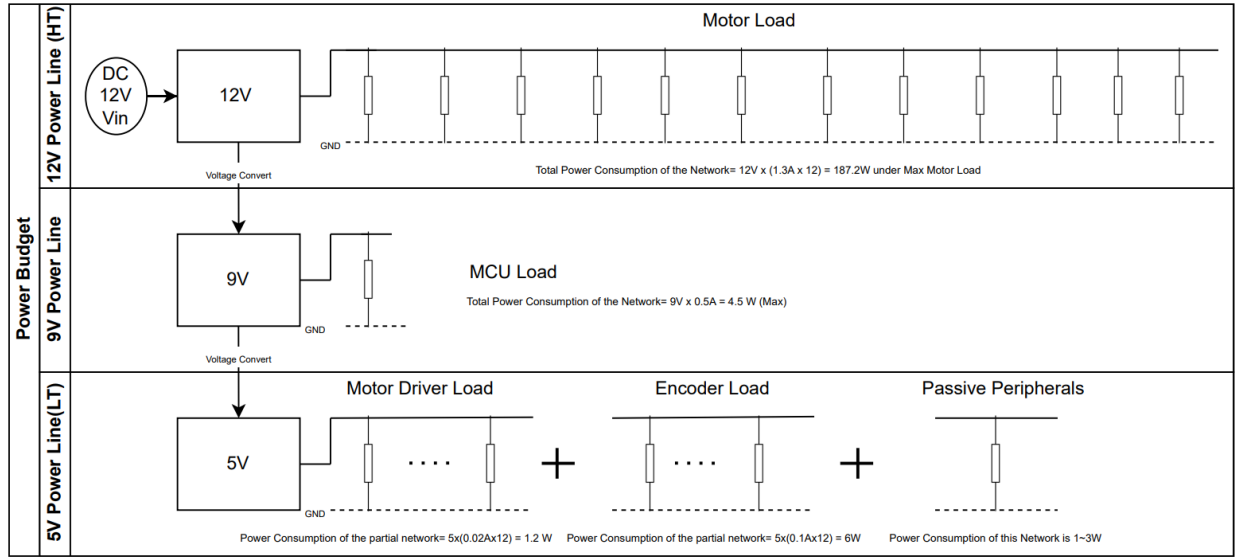 Power Budget
12V Power Line (HT)
Motor Load
DC
12V
Vin
12V
GND
Total Power Consumption of the Network= 12V x (1.3A x 12) = 187.2W under Max Motor Load
Voltage Convert
9V Power Line
9V
MCU Load
Total Power Consumption of the Network= 9V x 0.5A = 4.5 W (Max)
GND
Voltage Convert
5V Power Line(LT)
Motor Driver Load
Encoder Load
Passive Peripherals
5V
GND
Power Consumption of the partial network= 5x(0.02Ax12) = 1.2 W
Power Consumption of the partial network= 5x(0.1Ax12) = 6W
Power Consumption of this Network is 1~3W